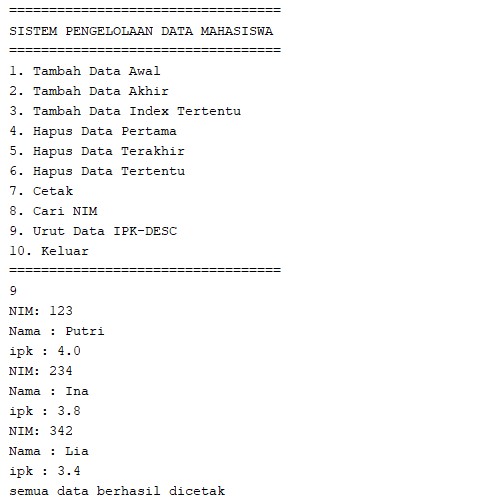 ==================================
SISTEM PENGELOLAAN DATA MAHASISWA
==================================
1. Tambah Data Awal
2. Tambah Data Akhir
3. Tambah Data Index Tertentu
4. Hapus Data Pertama
5. Hapus Data Terakhir
6. Hapus Data Tertentu
7. Cetak
8. Cari NIM
9. Urut Data IPK-DESC
10. Keluar
==================================
9
NIM: 123
Nama : Putri
ipk : 4.0
NIM: 234
Nama : Ina
ipk : 3.8
NIM: 342
Nama : Lia
ipk : 3.4
semua data berhasil dicetak